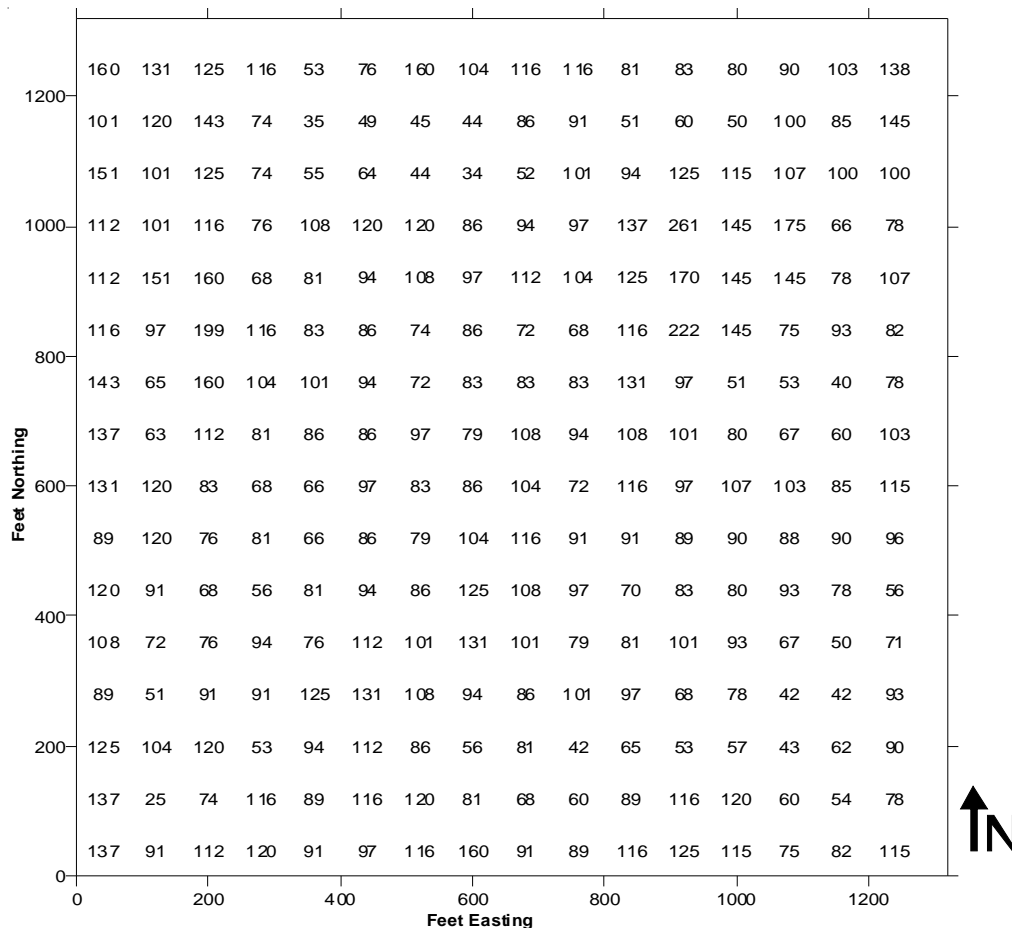 160 131 125 116 53 76 160 104 116 116 81 83 80 90 103 138
1200
101 120 143 74 35 49 45 44 86 91 51 60 50 100 85 145
151 101 125 74 55 64 44 34 52 101 94 125 115 107 100 100
1000 112 101 116 76 108 120 120 86 94 97 137 261 145 175 66 78
112 151 160 68 81 94 108 97 112 104 125 170 145 145 78 107
116 97 199 116 83 86 74 86 72 68 116 222 145 75 93 82
800
143 65 160 104 101 94 72 83 83 83 131 97 51 53 40 78
137 63 112 81 86 86 97 79 108 94 108 101 80 67 60 103
600 131 120 83 68 66 97 83 86 104 72 116 97 107 103 85 115
Feet Northing
89 120 76 81 66 86 79 104 116 91 91 89 90 88 90 96
120 91 68 56 81 94 86 125 108 97 70 83 80 93 78 56
400
108 72 76 94 76 112 101 131 101 79 81 101 93 67 50 71
89 51 91 91 125 131 108 94 86 101 97 68 78 42 42 93
200 125 104 120 53 94 112 86 56 81 42 65 53 57 43 62 90
137 25 74 116 89 116 120 81 68 60 89 116 120 60 54 78
N
137 91 112 120 91 97 116 160 91 89 116 125 115 75 82 115
0
0 200 400 600 800 1000 1200
Feet Easting